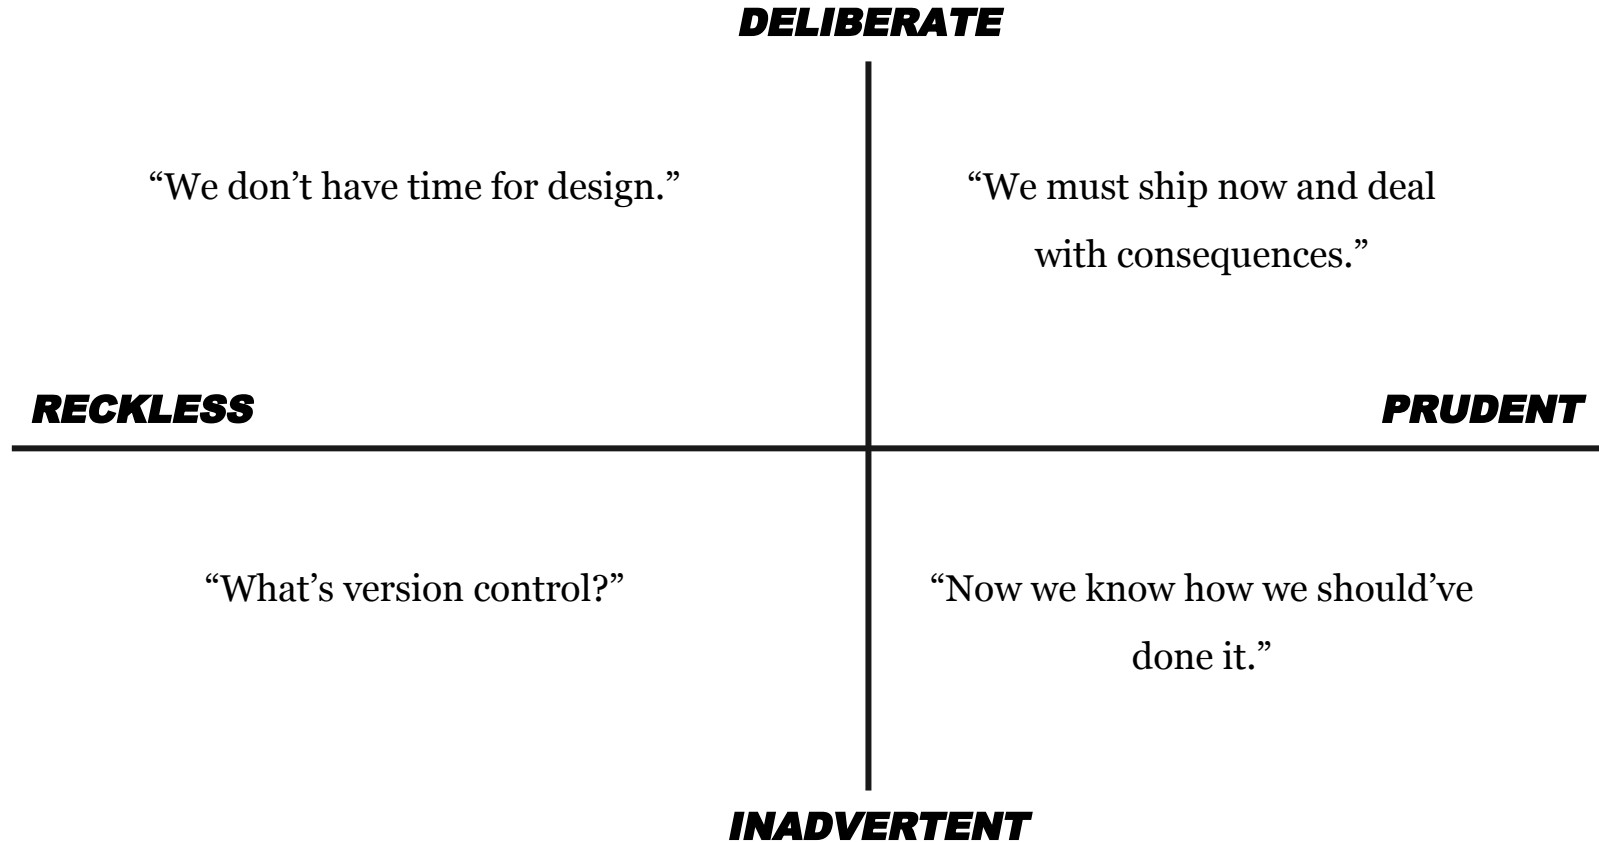 DELIBERATE
“We don’t have time for design.”
“We must ship now and deal
with consequences.”
RECKLESS
PRUDENT
“What’s version control?”
“Now we know how we should’ve
done it.”
INADVERTENT